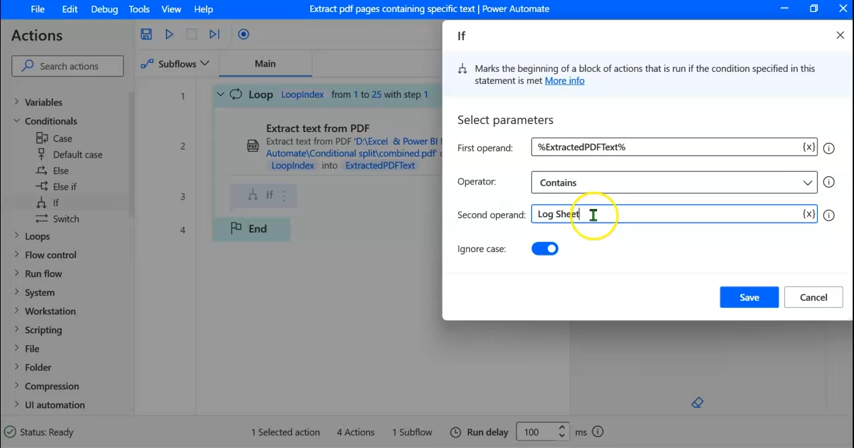 File Edit Debug Tools View Help Extract pdf pages containing specific text | Power Automate
Actions
Search actions
Variables
Conditionals
Case
Default case
Else
Else if
If
Switch
Loops
Flow control
Run flow
System
Workstation
Scripting
File
Folder
Compression
UI automation
Subflows
Main
1
Loop LoopIndex from 1 to 25 with step 1
2
Extract text from PDF
Extract text from PDF 'D:\Excel & Power BI
Automate\Conditional split\combined.pdf'
LoopIndex into ExtractedPDFText
3
If
4
End
If
Marks the beginning of a block of actions that is run if the condition specified in this
statement is met More info
Select parameters
First operand: %ExtractedPDFText% {x}
Operator: Contains
Second operand: Log Sheet {x}
Ignore case:
Save Cancel
Status: Ready 1 Selected action 4 Actions 1 Subflow Run delay 100 ms